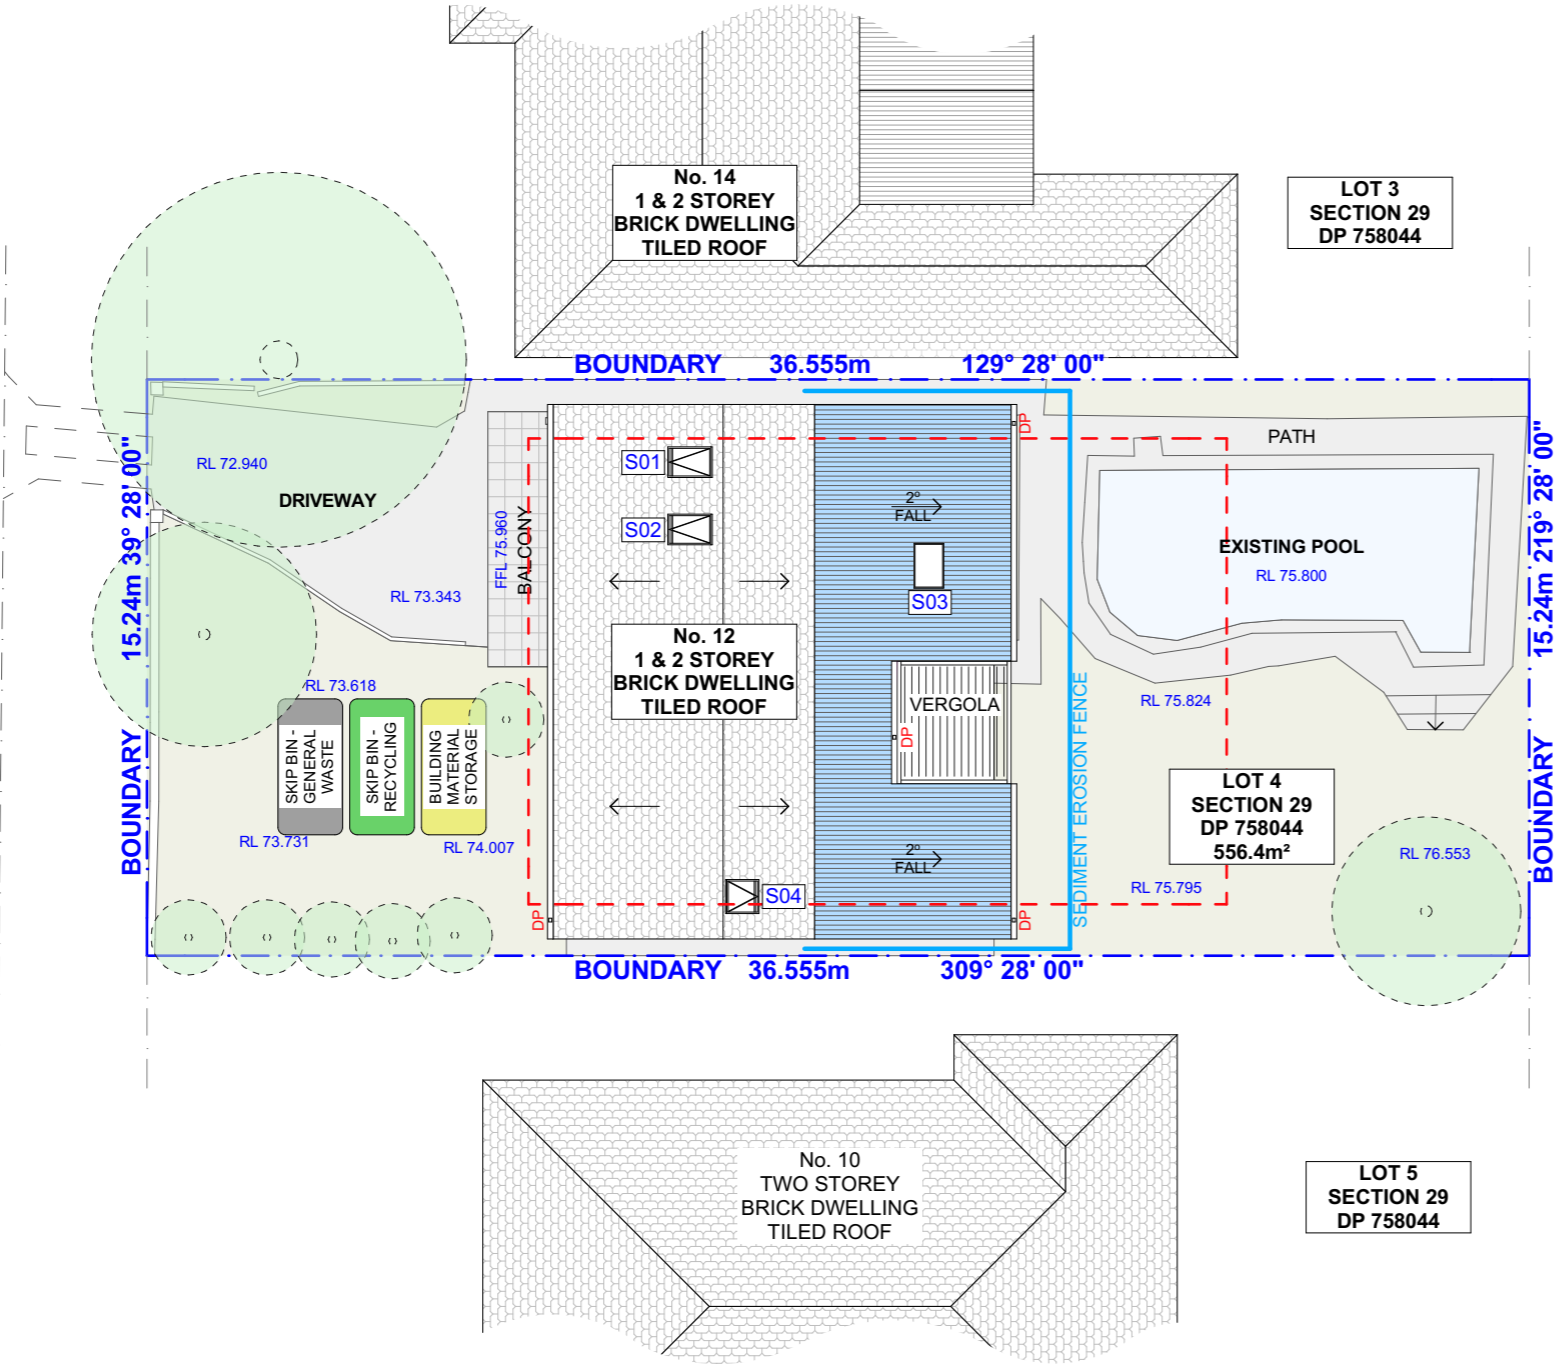 No. 14
1 & 2 STOREY
BRICK DWELLING
TILED ROOF
LOT 3
SECTION 29
DP 758044
BOUNDARY 36.555m 129° 28' 00"
BOUNDARY 15.24m 39° 28' 00"
RL 72.940
DRIVEWAY
RL 73.343
FFL 75.960
BALCONY
S01
S02
2°
FALL
S03
DP
PATH
EXISTING POOL
RL 75.800
BOUNDARY 15.24m 219° 28' 00"
No. 12
1 & 2 STOREY
BRICK DWELLING
TILED ROOF
VERGOLA
DP
SEDIMENT EROSION FENCE
RL 75.824
RL 73.618
SKIP BIN -
GENERAL
WASTE
SKIP BIN -
RECYCLING
BUILDING
MATERIAL
STORAGE
RL 73.731
RL 74.007
LOT 4
SECTION 29
DP 758044
556.4m²
RL 76.553
RL 75.795
2°
FALL
S04
DP
DP
BOUNDARY 36.555m 309° 28' 00"
No. 10
TWO STOREY
BRICK DWELLING
TILED ROOF
LOT 5
SECTION 29
DP 758044